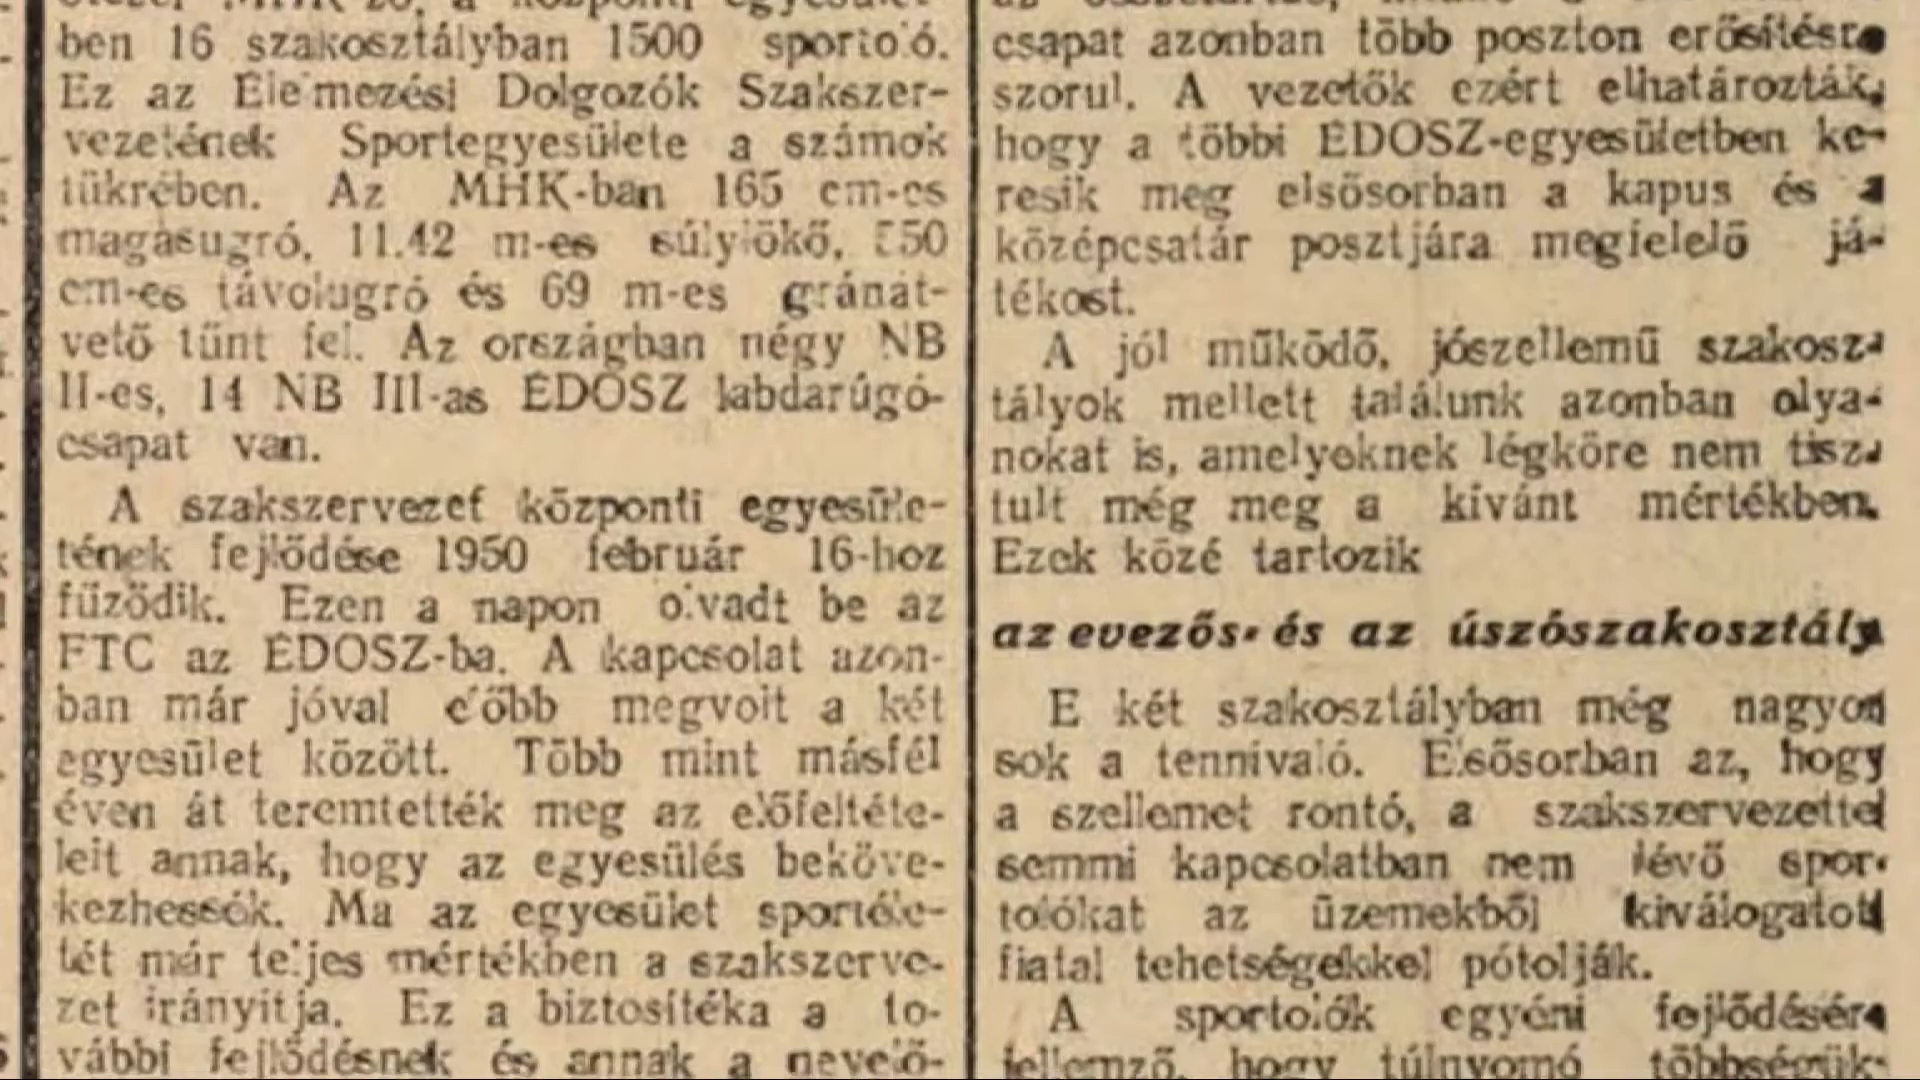 ben 16 szakosztályban 1500 sportoló.
Ez az Élelmezési Dolgozók Szakszer-
vezetének Sportegyesülete a számok
tükrében. Az MHK-ban 165 cm-es
magasugró, 11.42 m-es súlylökő, 550
cm-es távolugró és 69 m-es gránát-
vető tűnt fel. Az országban négy NB
II-es, 14 NB III-as ÉDOSZ labdarúgó-
csapat van.
A szakszervezet központi egyesüle-
tének fejlődése 1950 február 16-hoz
fűződik. Ezen a napon olvadt be az
FTC az ÉDOSZ-ba. A kapcsolat azon-
ban már jóval előbb megvolt a két
egyesület között. Több mint másfél
éven át teremtették meg az előfeltéte-
leit annak, hogy az egyesülés beköve-
kezhessék. Ma az egyesület sportéle-
tét már teljes mértékben a szakszerve-
zet irányítja. Ez a biztosítéka a to-
vábbi fejlődésnek és annak a nevelő-
csapat azonban több poszton erősítésre
szorul. A vezetők ezért elhatározták,
hogy a többi ÉDOSZ-egyesületben ke-
resik meg elsősorban a kapus és a
középcsatár posztjára megfelelő já-
tékost.
A jól működő, jószellemű szakosz-
tályok mellett találunk azonban olya-
nokat is, amelyeknek légköre nem tisz-
tult még meg a kívánt mértékben.
Ezek közé tartozik
az evezős- és az úszószakosztály
E két szakosztályban még nagyon
sok a tennivaló. Elsősorban az, hogy
a szellemet rontó, a szakszervezettel
semmi kapcsolatban nem lévő spor-
tolókat az üzemekből kiválogatott
fiatal tehetségekkel pótolják.
A sportolók egyéni fejlődésére
jellemző, hogy túlnyomó többségük-